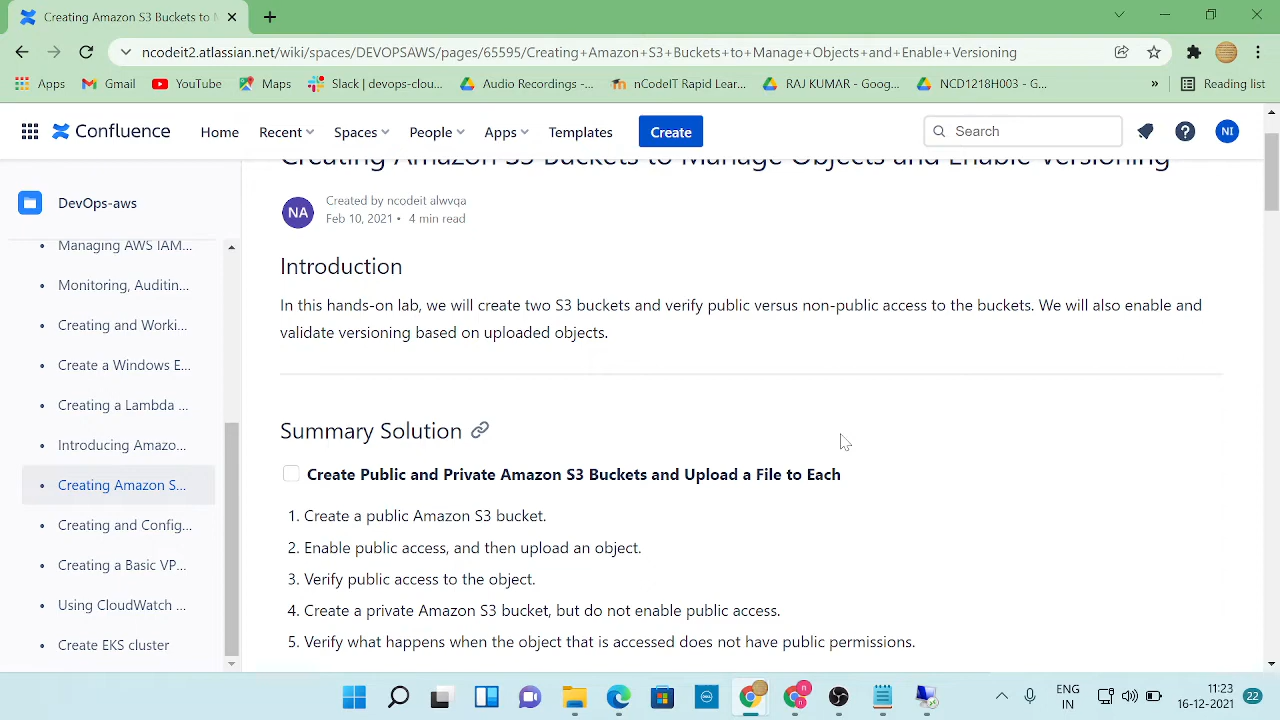 Creating Amazon S3 Buckets to M
ncodeit2.atlassian.net/wiki/spaces/DEVOPSAWS/pages/65595/Creating+Amazon+S3+Buckets+to+Manage+Objects+and+Enable+Versioning
Apps Gmail YouTube Maps Slack | devops-clou... Audio Recordings -... nCodeIT Rapid Lear... RAJ KUMAR - Goog... NCD1218H003 - G... » Reading list
Confluence Home Recent Spaces People Apps Templates Create Search NI
Creating Amazon S3 Buckets to Manage Objects and Enable Versioning
DevOps-aws
Managing AWS IAM...
Monitoring, Auditin...
Creating and Worki...
Create a Windows E...
Creating a Lambda ...
Introducing Amazo...
Creating Amazon S...
Creating and Config...
Creating a Basic VP...
Using CloudWatch ...
Create EKS cluster
NA
Created by ncodeit alwvqa
Feb 10, 2021 • 4 min read
Introduction
In this hands-on lab, we will create two S3 buckets and verify public versus non-public access to the buckets. We will also enable and
validate versioning based on uploaded objects.
Summary Solution
Create Public and Private Amazon S3 Buckets and Upload a File to Each
1. Create a public Amazon S3 bucket.
2. Enable public access, and then upload an object.
3. Verify public access to the object.
4. Create a private Amazon S3 bucket, but do not enable public access.
5. Verify what happens when the object that is accessed does not have public permissions.
ENG
IN
11:23
16-12-2021
22